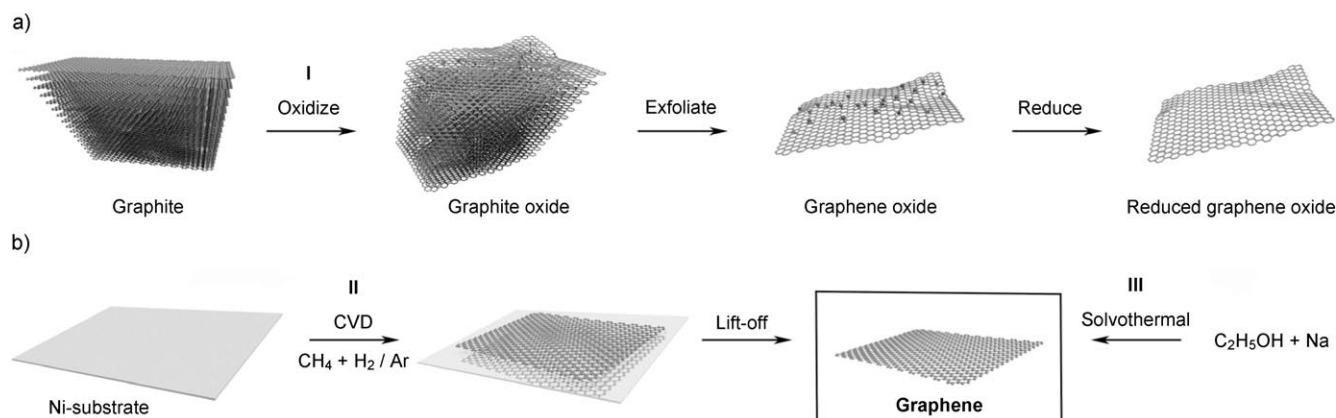 a)
I
Oxidize
Exfoliate
Reduce
Graphite
Graphite oxide
Graphene oxide
Reduced graphene oxide
b)
II
CVD
CH₄ + H₂ / Ar
Lift-off
III
Solvothermal
C₂H₅OH + Na
Ni-substrate
Graphene